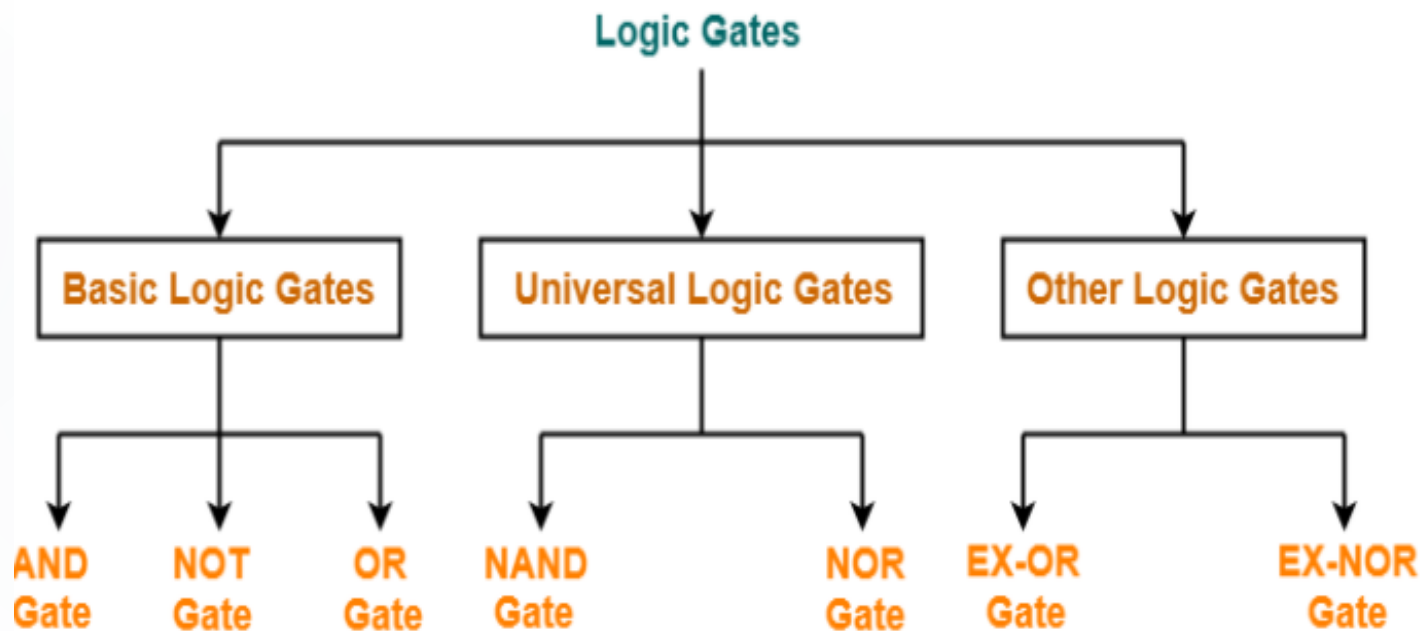 Logic Gates
Basic Logic Gates
Universal Logic Gates
Other Logic Gates
AND
Gate
NOT
Gate
OR
Gate
NAND
Gate
NOR
Gate
EX-OR
Gate
EX-NOR
Gate